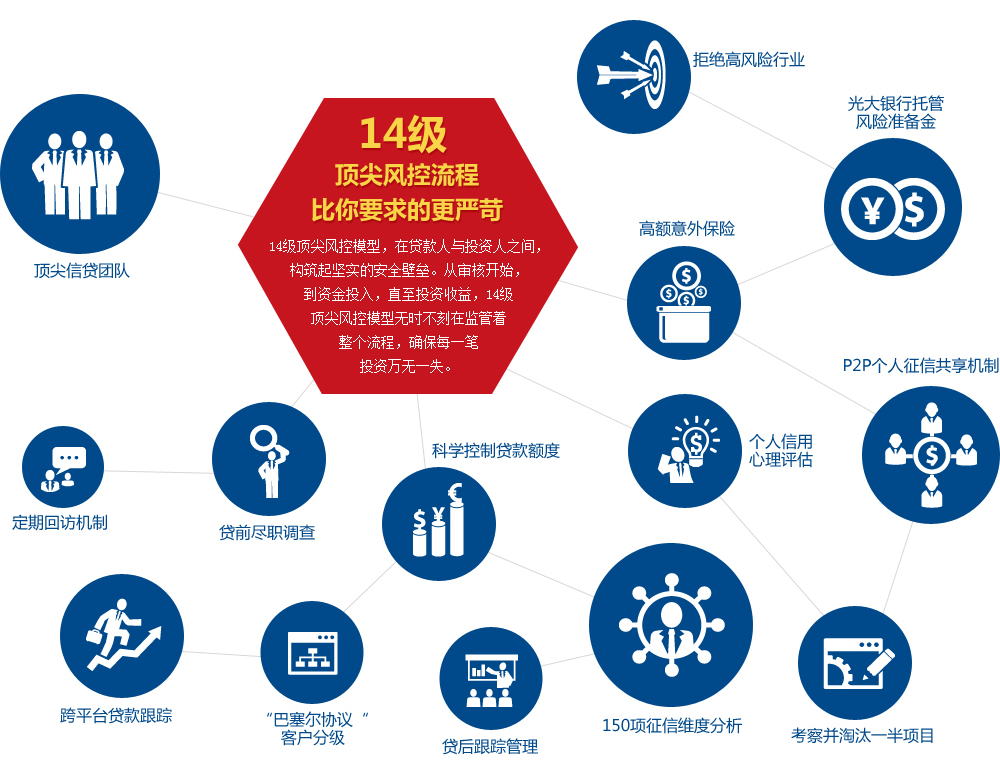 拒绝高风险行业
光大银行托管
风险准备金
14级
顶尖风控流程
比你要求的更严苛
14级顶尖风控模型，在贷款人与投资人之间，
构筑起坚实的安全壁垒。从审核开始，
到资金投入，直至投资收益，14级
顶尖风控模型无时不刻在监管着
整个流程，确保每一笔
投资万无一失。
顶尖信贷团队
高额意外保险
P2P个人征信共享机制
个人信用
心理评估
科学控制贷款额度
定期回访机制
贷前尽职调查
跨平台贷款跟踪
“巴塞尔协议“
客户分级
贷后跟踪管理
150项征信维度分析
考察并淘汰一半项目